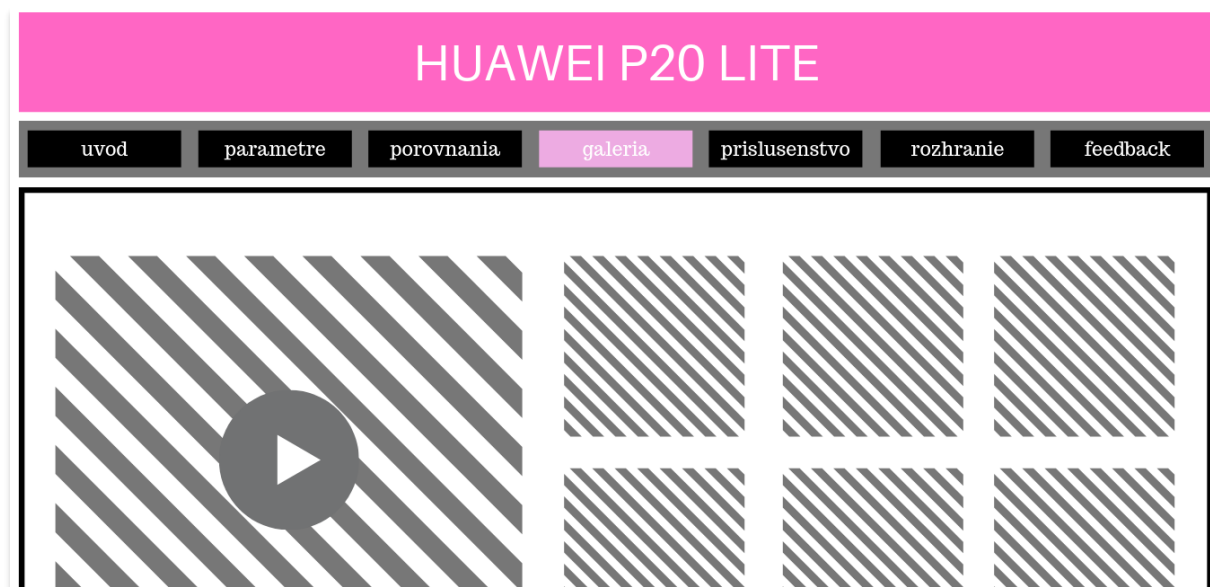 HUAWEI P20 LITE
uvod parametre porovnania galeria prislusenstvo rozhranie feedback